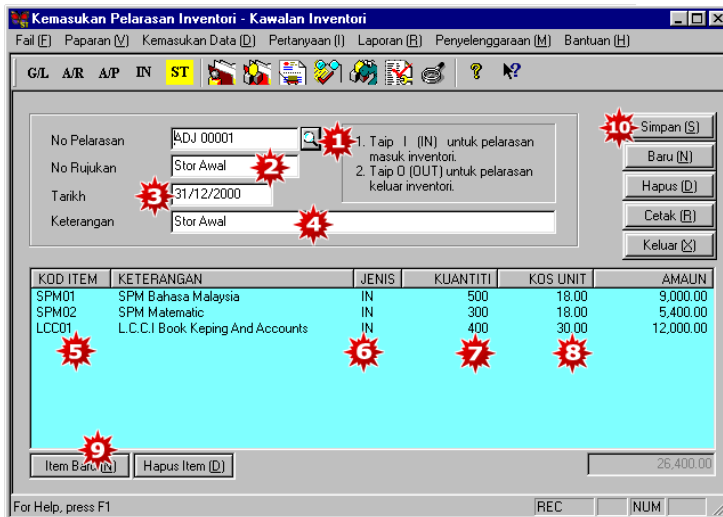 Kemasukan Pelarasan Inventori - Kawalan Inventori
Fail (F) Paparan (V) Kemasukan Data (D) Pertanyaan (I) Laporan (R) Penyelenggaraan (M) Bantuan (H)
G/L A/R A/P IN ST
No Pelarasan ADJ 00001 1
No Rujukan Stor Awal 2
Tarikh 3 31/12/2000
Keterangan Stor Awal 4
1. Taip I (IN) untuk pelarasan
masuk inventori.
2. Taip O (OUT) untuk pelarasan
keluar inventori.
10 Simpan (S)
Baru (N)
Hapus (D)
Cetak (R)
Keluar (X)
KOD ITEM KETERANGAN JENIS KUANTITI KOS UNIT AMAUN
SPM01 SPM Bahasa Malaysia IN 500 18.00 9,000.00
SPM02 SPM Matematic IN 300 18.00 5,400.00
LCC01 L.C.C.I Book Keping And Accounts IN 400 30.00 12,000.00
5 6 7 8
9
Item Baru (N) Hapus Item (D) 26,400.00
For Help, press F1 REC NUM